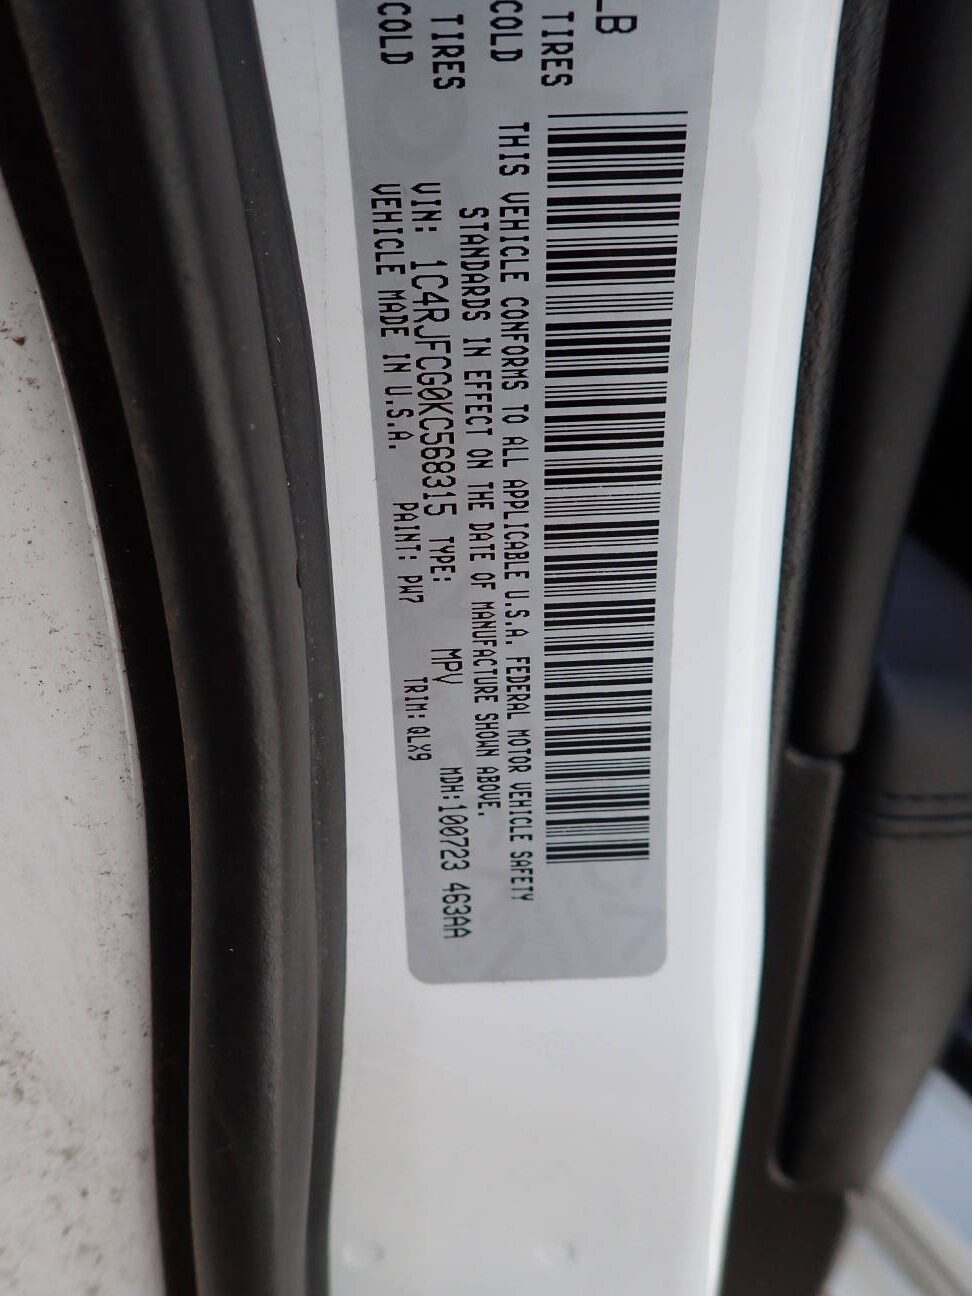 LB
TIRES COLD
TIRES COLD
THIS VEHICLE CONFORMS TO ALL APPLICABLE U.S.A. FEDERAL MOTOR VEHICLE SAFETY
STANDARDS IN EFFECT ON THE DATE OF MANUFACTURE SHOWN ABOVE.
VIN: 1C4RJFCG0KC568315 TYPE: MPV MDH:100723 463AA
VEHICLE MADE IN U.S.A. PAINT: PW7 TRIM: QLX9